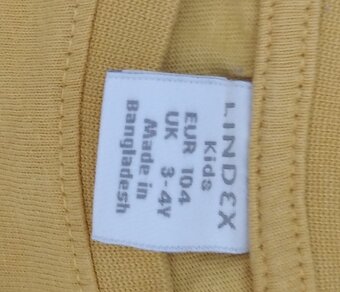 LINDEX
Kids
EUR 104
UK 3-4Y
Made in
Bangladesh